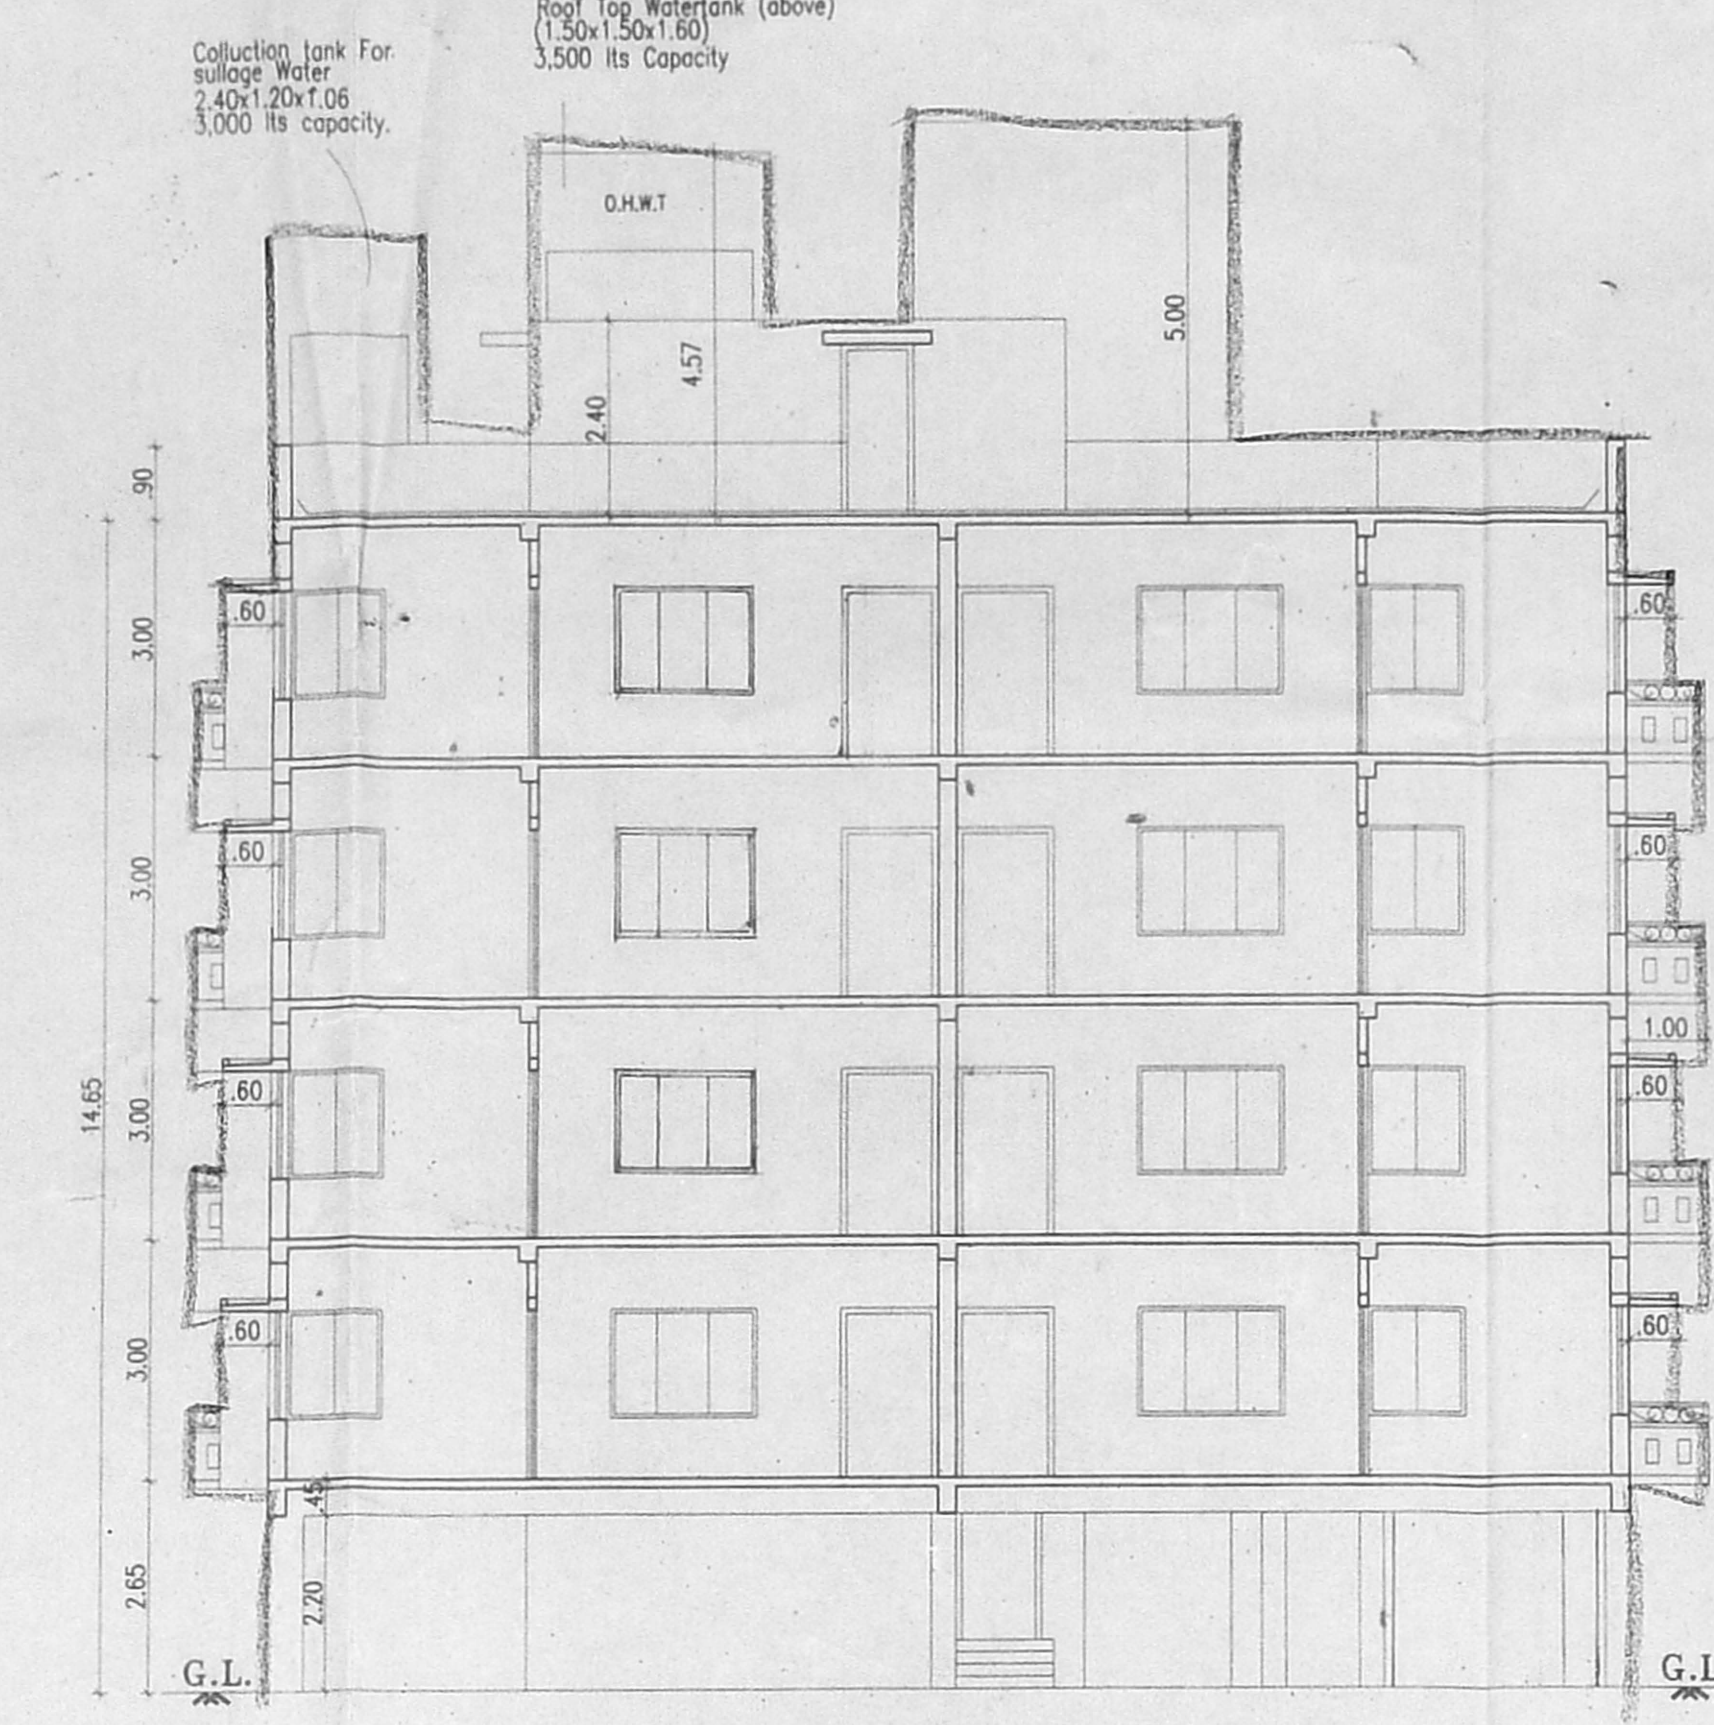 Roof Top Watertank (above)
(1.50x1.50x1.60)
3,500 lts Capacity
Colluction tank For
sullage Water
2.40x1.20x1.06
3,000 lts capacity.
O.H.W.T
5.00
4.57
2.40
.90
3.00
.60
.60
3.00
.60
.60
1.00
14.65
3.00
.60
.60
3.00
.60
.60
.45
2.65
2.20
G.L.
G.L